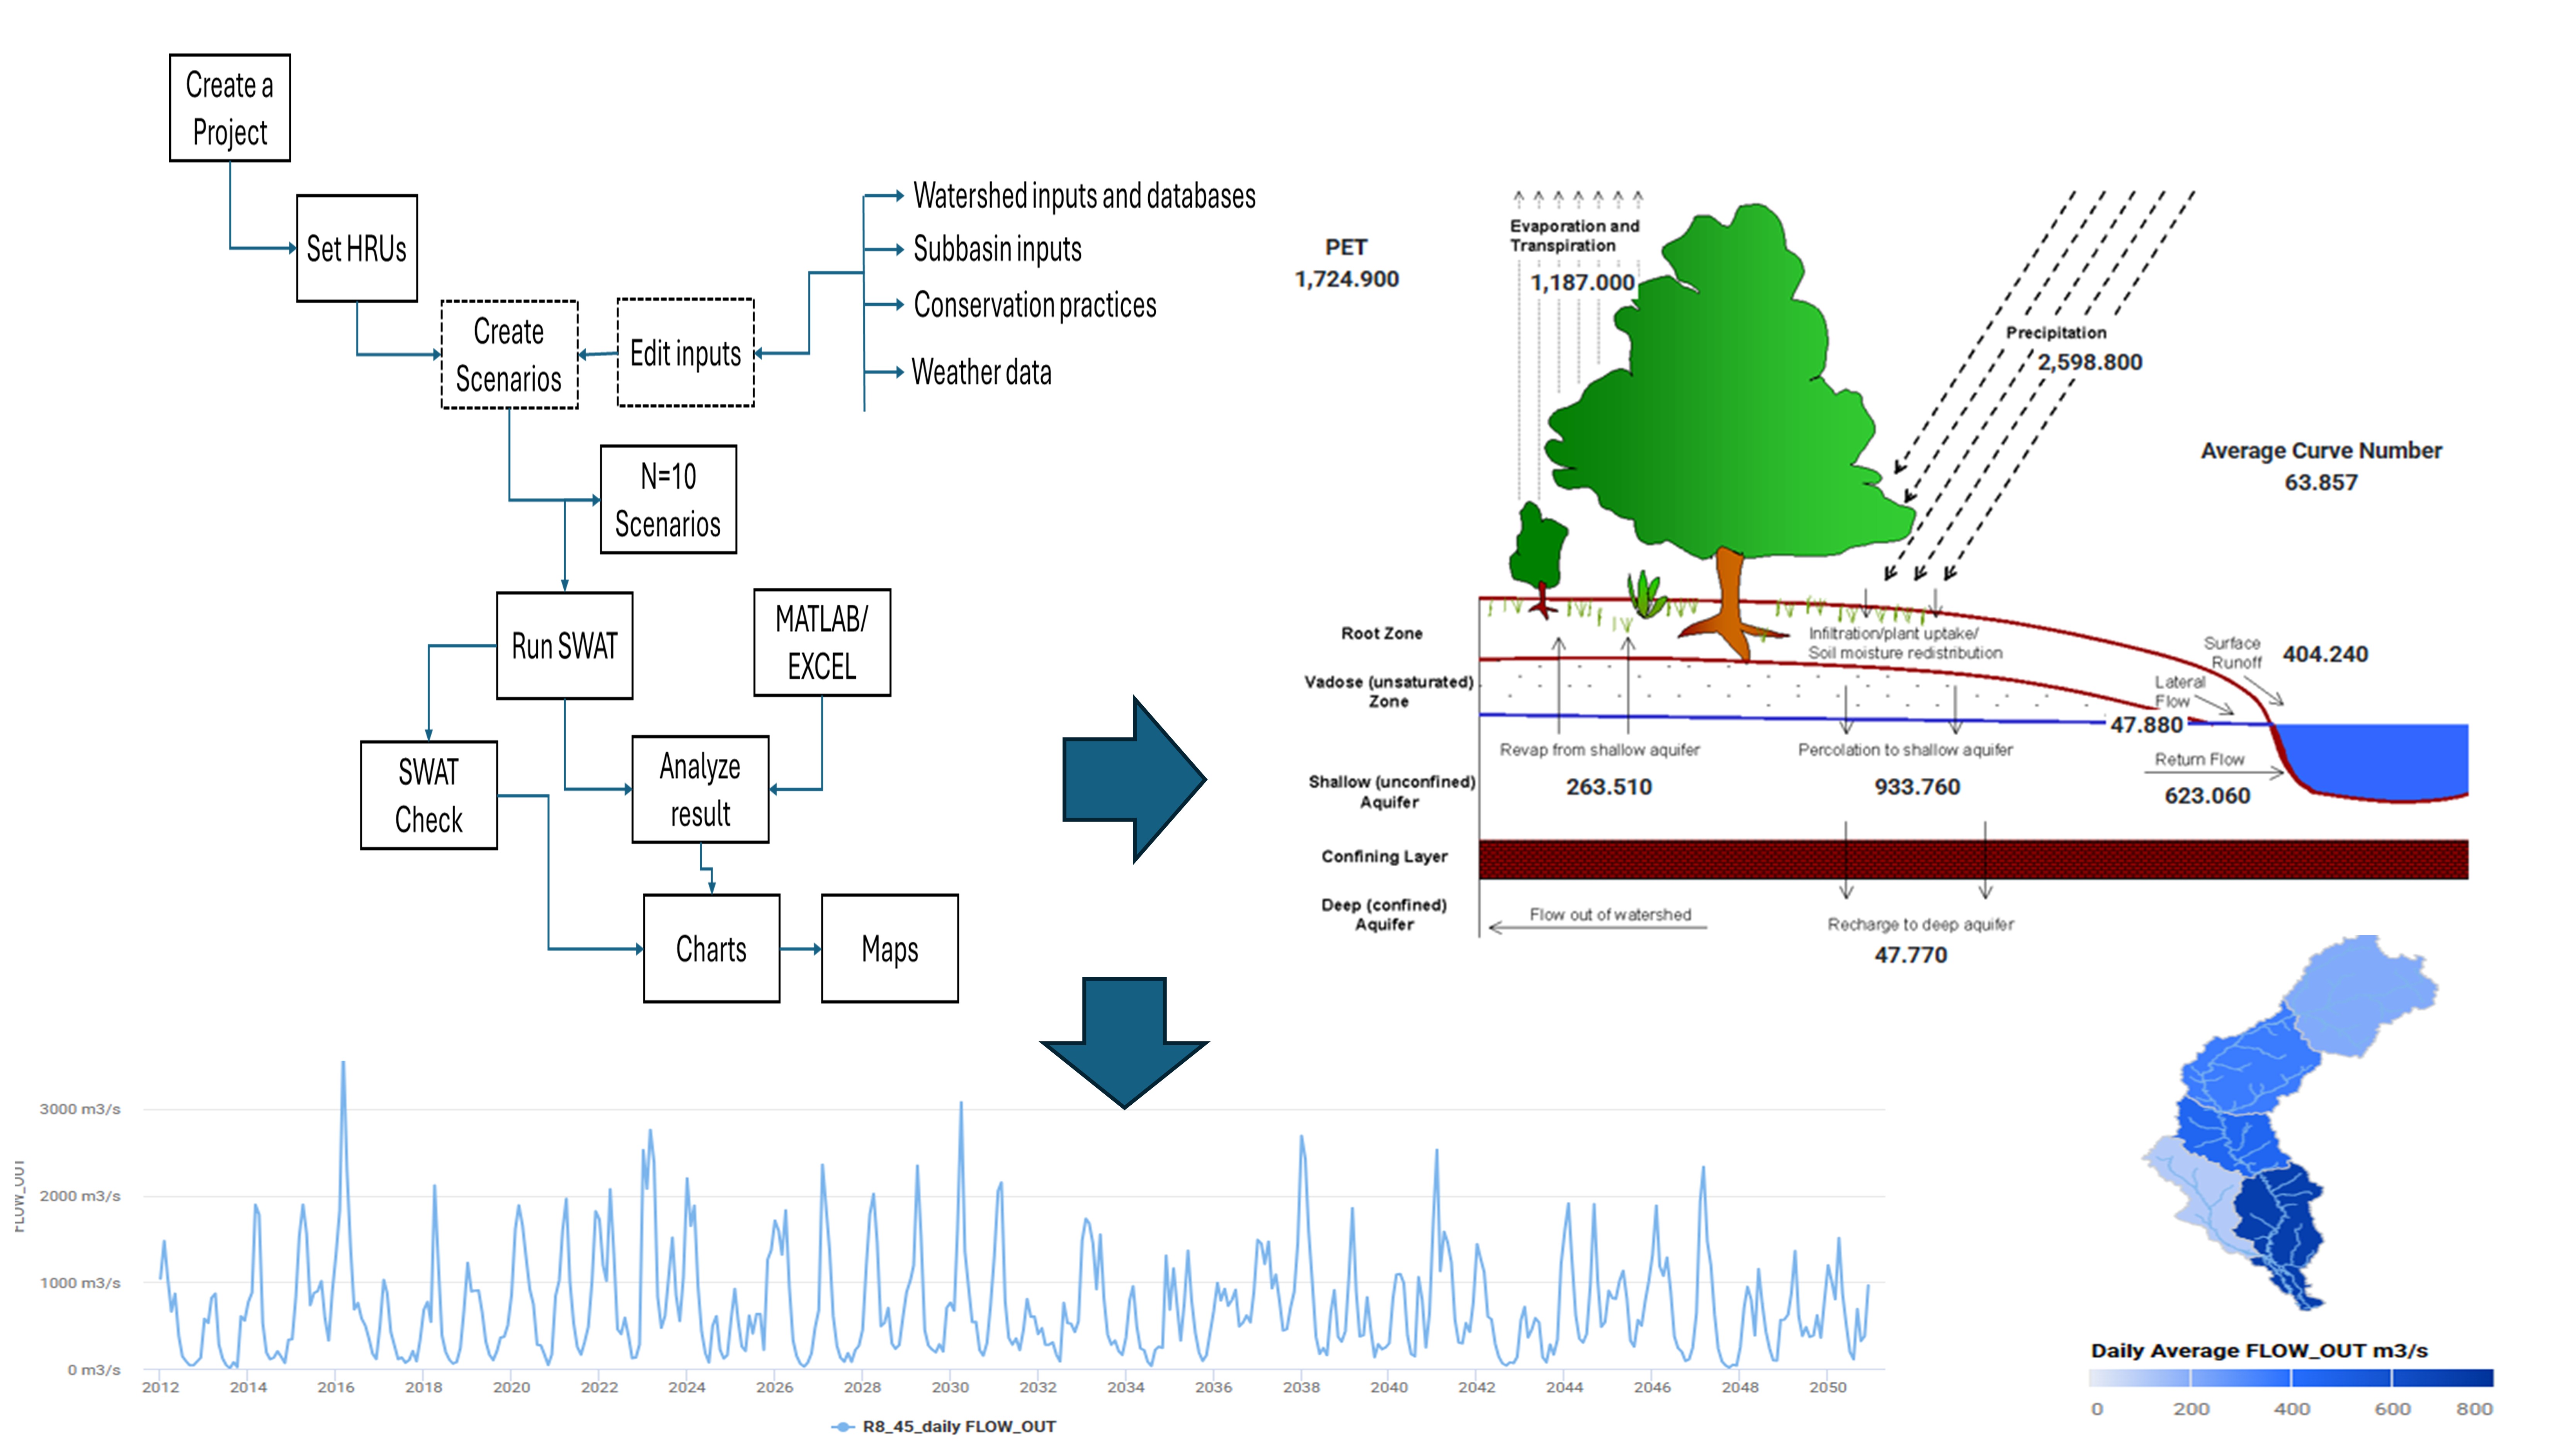 Create a
Project
Set HRUs
Create
Scenarios
Edit inputs
Watershed inputs and databases
Subbasin inputs
Conservation practices
Weather data
N=10
Scenarios
Run SWAT
MATLAB/
EXCEL
SWAT
Check
Analyze
result
Charts
Maps
PET
1,724.900
Evaporation and
Transpiration
1,187.000
Precipitation
2,598.800
Average Curve Number
63.857
Root Zone
Infiltration/plant uptake/
Soil moisture redistribution
Surface
Runoff
404.240
Vadose (unsaturated)
Zone
Lateral
Flow
47.880
Revap from shallow aquifer
263.510
Percolation to shallow aquifer
933.760
Return Flow
623.060
Shallow (unconfined)
Aquifer
Confining Layer
Deep (confined)
Aquifer
Flow out of watershed
Recharge to deep aquifer
47.770
FLOW_OUT
3000 m3/s
2000 m3/s
1000 m3/s
0 m3/s
2012 2014 2016 2018 2020 2022 2024 2026 2028 2030 2032 2034 2036 2038 2040 2042 2044 2046 2048 2050
R8_45_daily FLOW_OUT
Daily Average FLOW_OUT m3/s
0 200 400 600 800